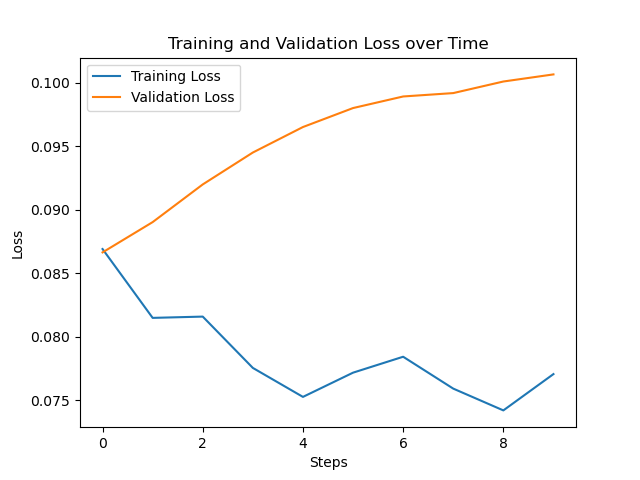 Training and Validation Loss over Time
Training Loss
Validation Loss
0.100
0.095
0.090
0.085
0.080
0.075
Loss
0 2 4 6 8
Steps